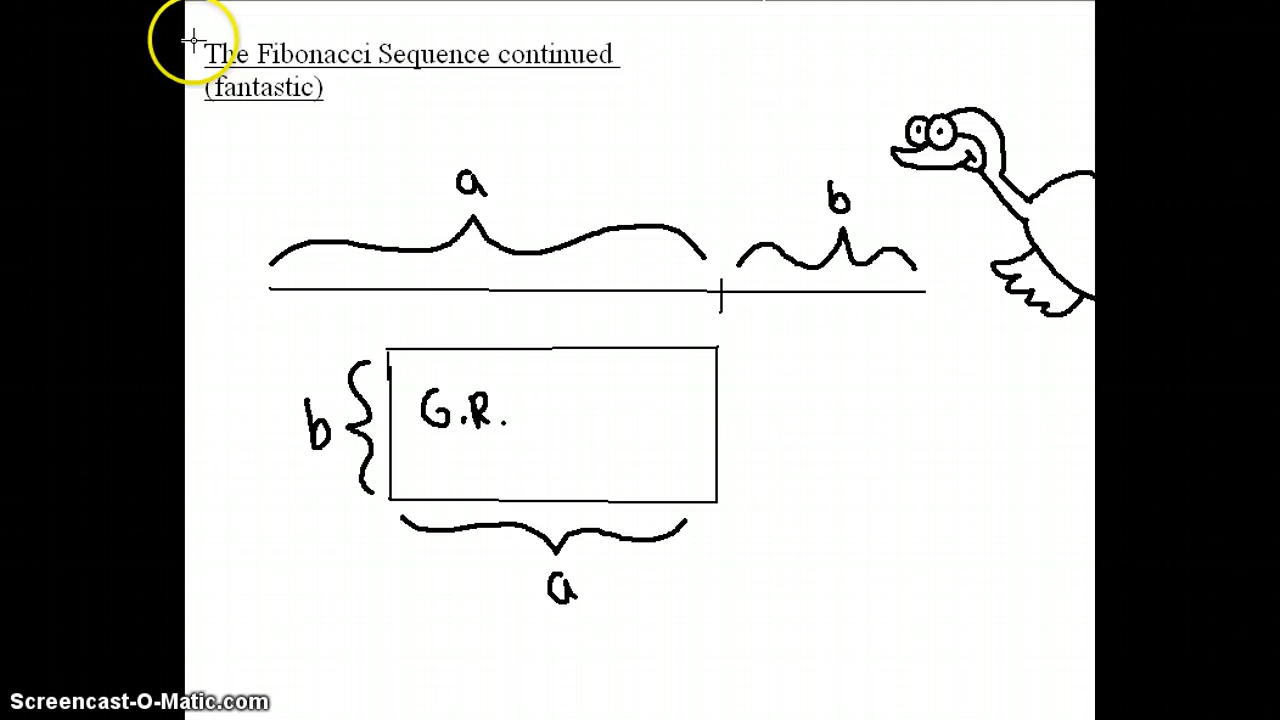 The Fibonacci Sequence continued
(fantastic)
a
b
b
G.R.
a
Screencast-O-Matic.com